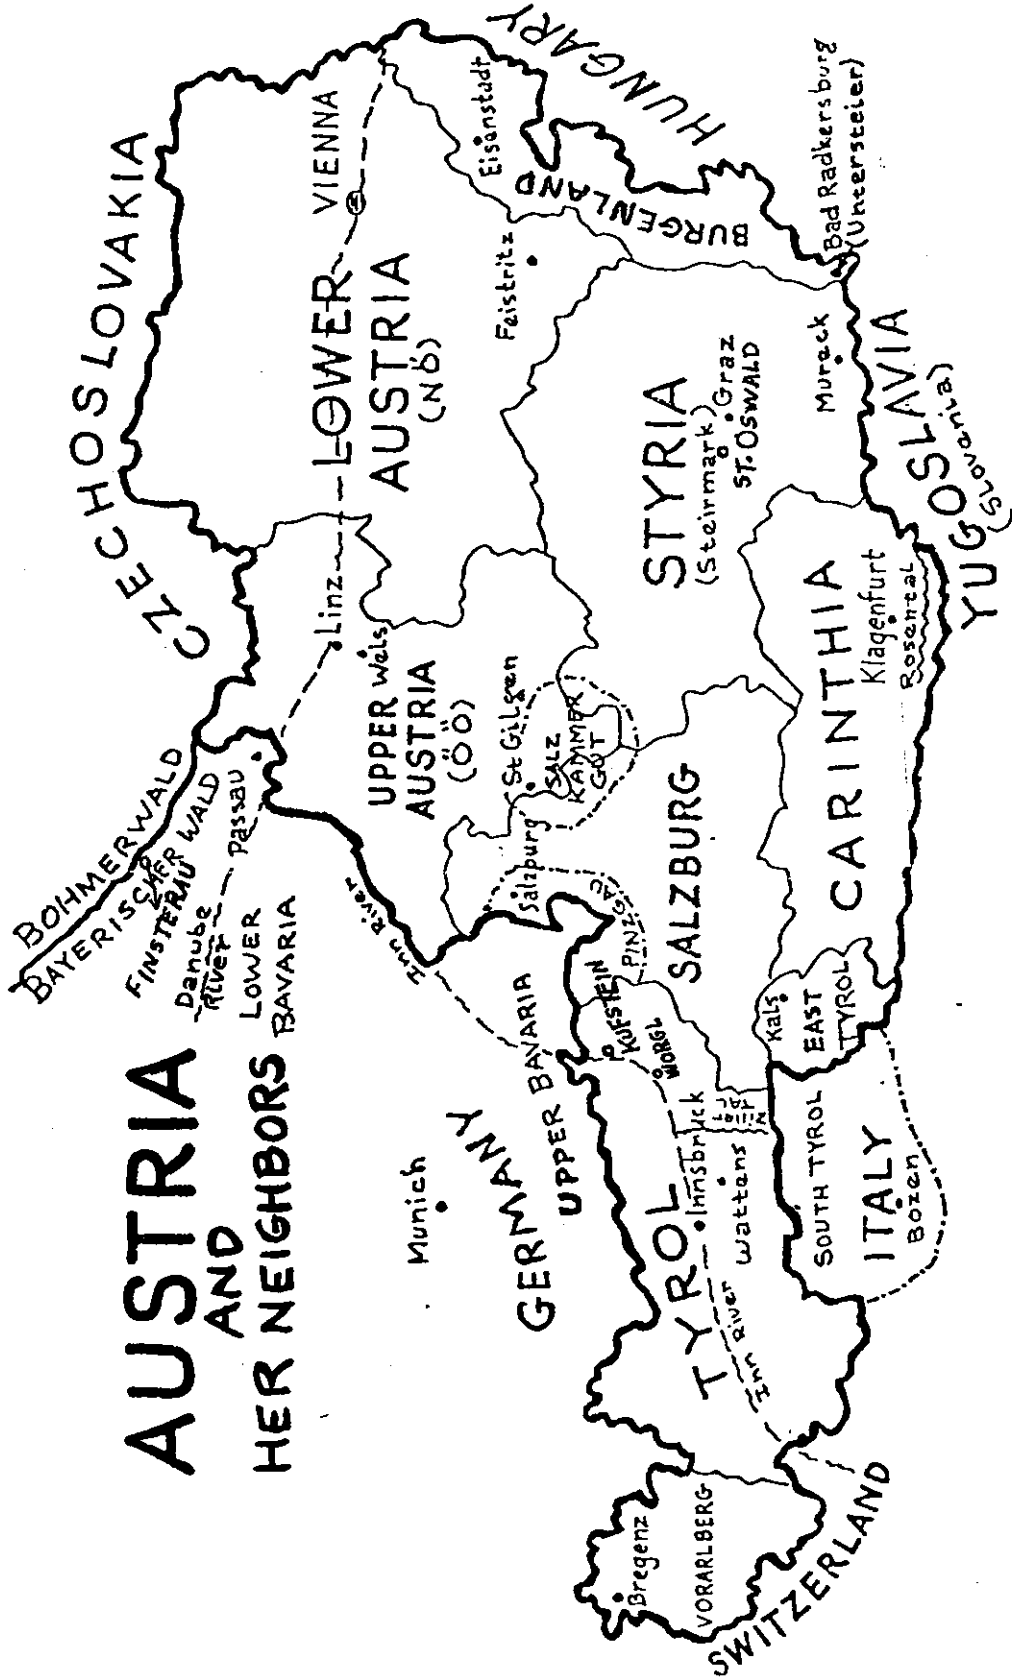 AUSTRIA
AND
HER NEIGHBORS
CZECHOSLOVAKIA
BOHMERWALD
BAYERISCHER WALD
FINSTERAU
Danube
River
Passau
LOWER
BAVARIA
Linz
LOWER
AUSTRIA
(NÖ)
VIENNA
HUNGARY
Eisenstadt
BURGENLAND
Feistritz
UPPER
AUSTRIA
(OÖ)
Wels
Inn River
Munich
GERMANY
UPPER BAVARIA
Salzburg
St Gilgen
SALZ
KAMMER
GUT
PINZGAU
SALZBURG
KUFSTEIN
WORGL
STYRIA
(Steirmark)
Graz
ST. OSWALD
Mureck
Bad Radkersburg
(Untersteier)
TYROL
Innsbruck
Wattens
Inn River
Bregenz
VORARLBERG
SWITZERLAND
SOUTH TYROL
ITALY
Bozen
Kals
EAST
TYROL
CARINTHIA
Klagenfurt
Rosental
YUGOSLAVIA
(Slovenia)